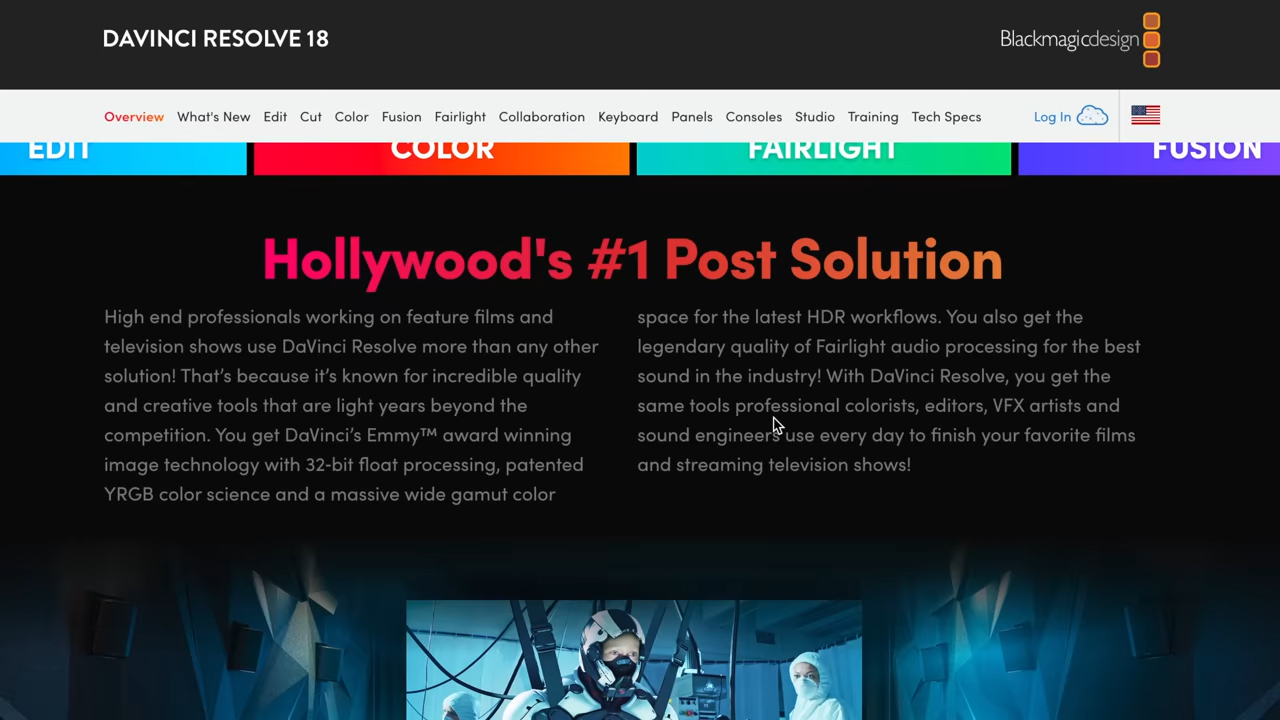 DAVINCI RESOLVE 18
Blackmagicdesign
Overview What's New Edit Cut Color Fusion Fairlight Collaboration Keyboard Panels Consoles Studio Training Tech Specs Log In
EDIT COLOR FAIRLIGHT FUSION
Hollywood's #1 Post Solution
High end professionals working on feature films and
television shows use DaVinci Resolve more than any other
solution! That’s because it’s known for incredible quality
and creative tools that are light years beyond the
competition. You get DaVinci’s Emmy™ award winning
image technology with 32-bit float processing, patented
YRGB color science and a massive wide gamut color
space for the latest HDR workflows. You also get the
legendary quality of Fairlight audio processing for the best
sound in the industry! With DaVinci Resolve, you get the
same tools professional colorists, editors, VFX artists and
sound engineers use every day to finish your favorite films
and streaming television shows!